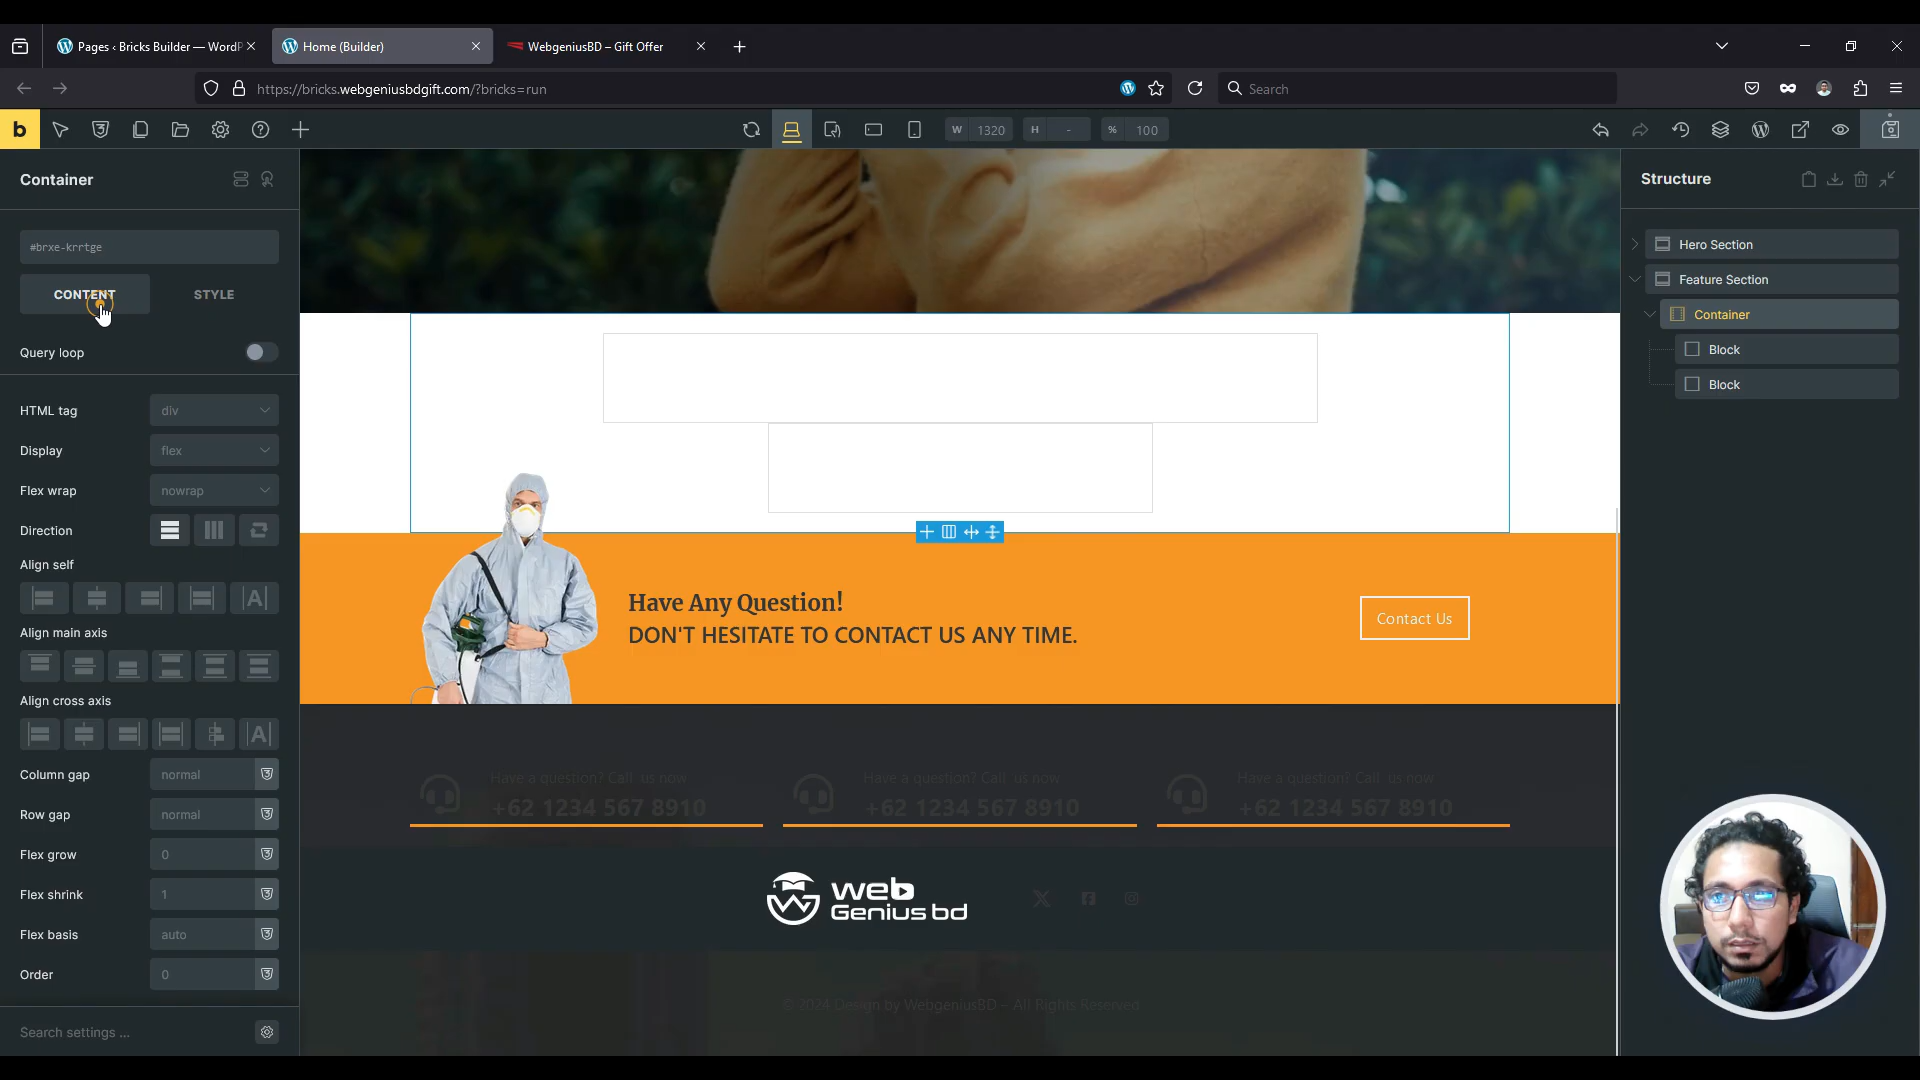 Pages ‹ Bricks Builder — WordP
Home (Builder)
WebgeniusBD – Gift Offer
https://bricks.webgeniusbdgift.com/?bricks=run
Search
b
W 1320
H -
% 100
Container
#brxe-krrtge
CONTENT
STYLE
Query loop
HTML tag
div
Display
flex
Flex wrap
nowrap
Direction
Align self
Align main axis
Align cross axis
Column gap
normal
Row gap
normal
Flex grow
0
Flex shrink
1
Flex basis
auto
Order
0
Search settings ...
Have Any Question!
DON'T HESITATE TO CONTACT US ANY TIME.
Contact Us
Have a question? Call us now
+62 1234 567 8910
Have a question? Call us now
+62 1234 567 8910
Have a question? Call us now
+62 1234 567 8910
web
Genius bd
© 2024 Design by WebgeniusBD – All Rights Reserved
Structure
Hero Section
Feature Section
Container
Block
Block